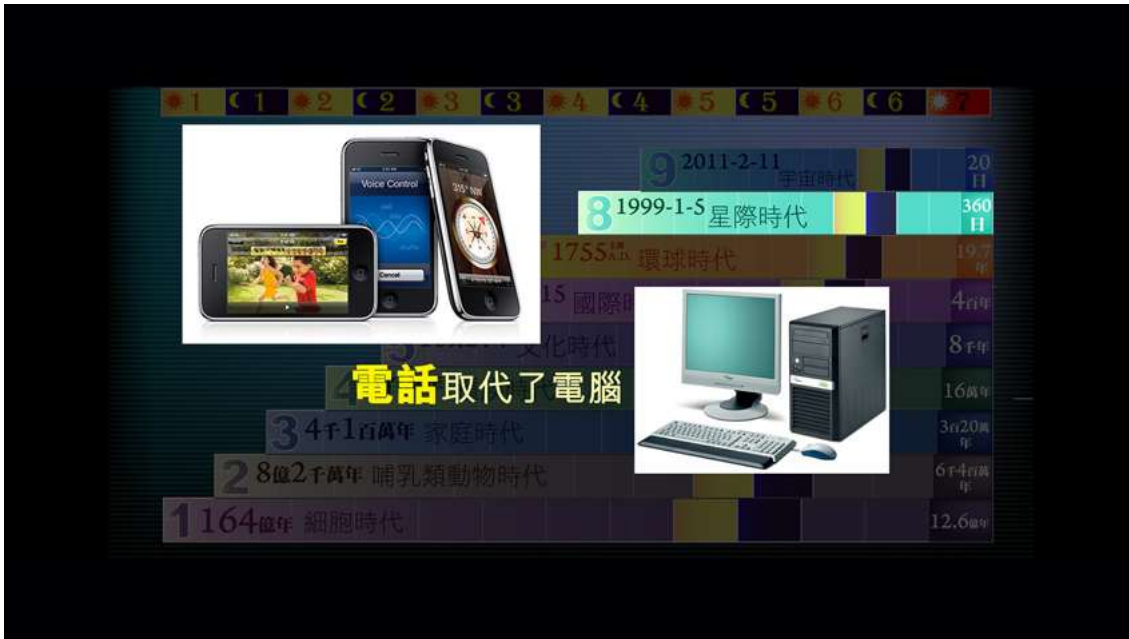 1 1 2 2 3 3 4 4 5 5 6 6 7
9 2011-2-11 宇宙時代 20日
8 1999-1-5 星際時代 360日
1755 A.D. 環球時代 19.7年
Voice Control
315° NW
Cancel
15 國際時 4百年
5 文化時代 8千年
電話取代了電腦
4 16萬年
3 4千1百萬年 家庭時代 3百20萬年
2 8億2千萬年 哺乳類動物時代 6千4百萬年
1 164億年 細胞時代 12.6億年